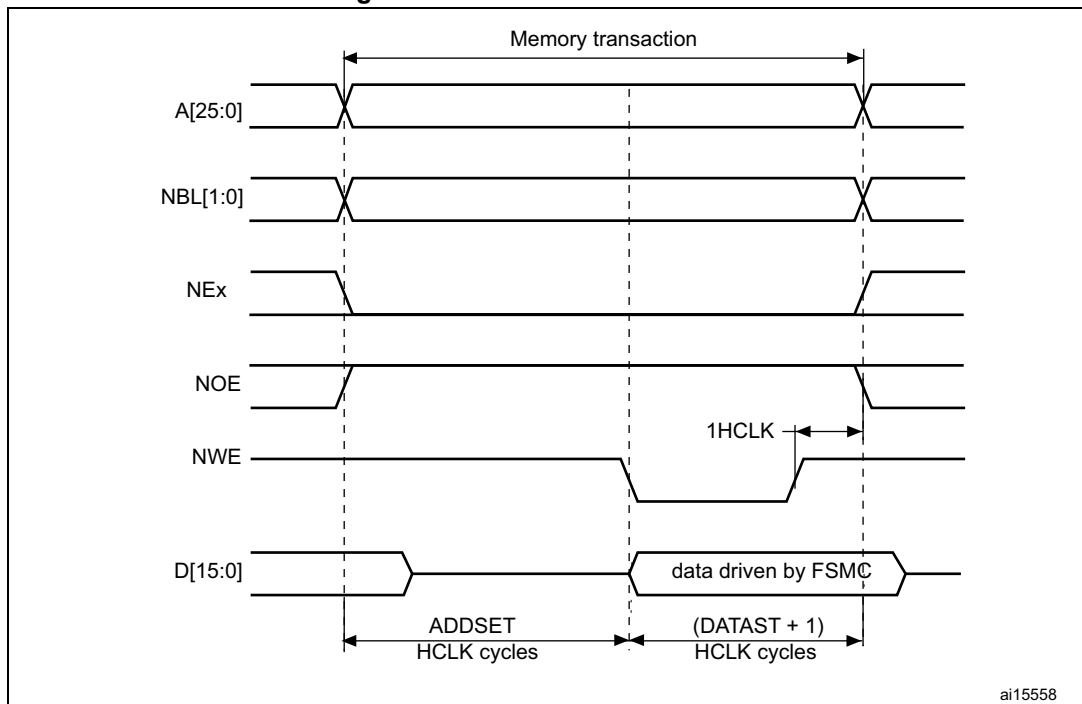 Memory transaction
A[25:0]
NBL[1:0]
NEx
NOE
1HCLK
NWE
D[15:0]
data driven by FSMC
ADDSET
HCLK cycles
(DATAST + 1)
HCLK cycles
ai15558